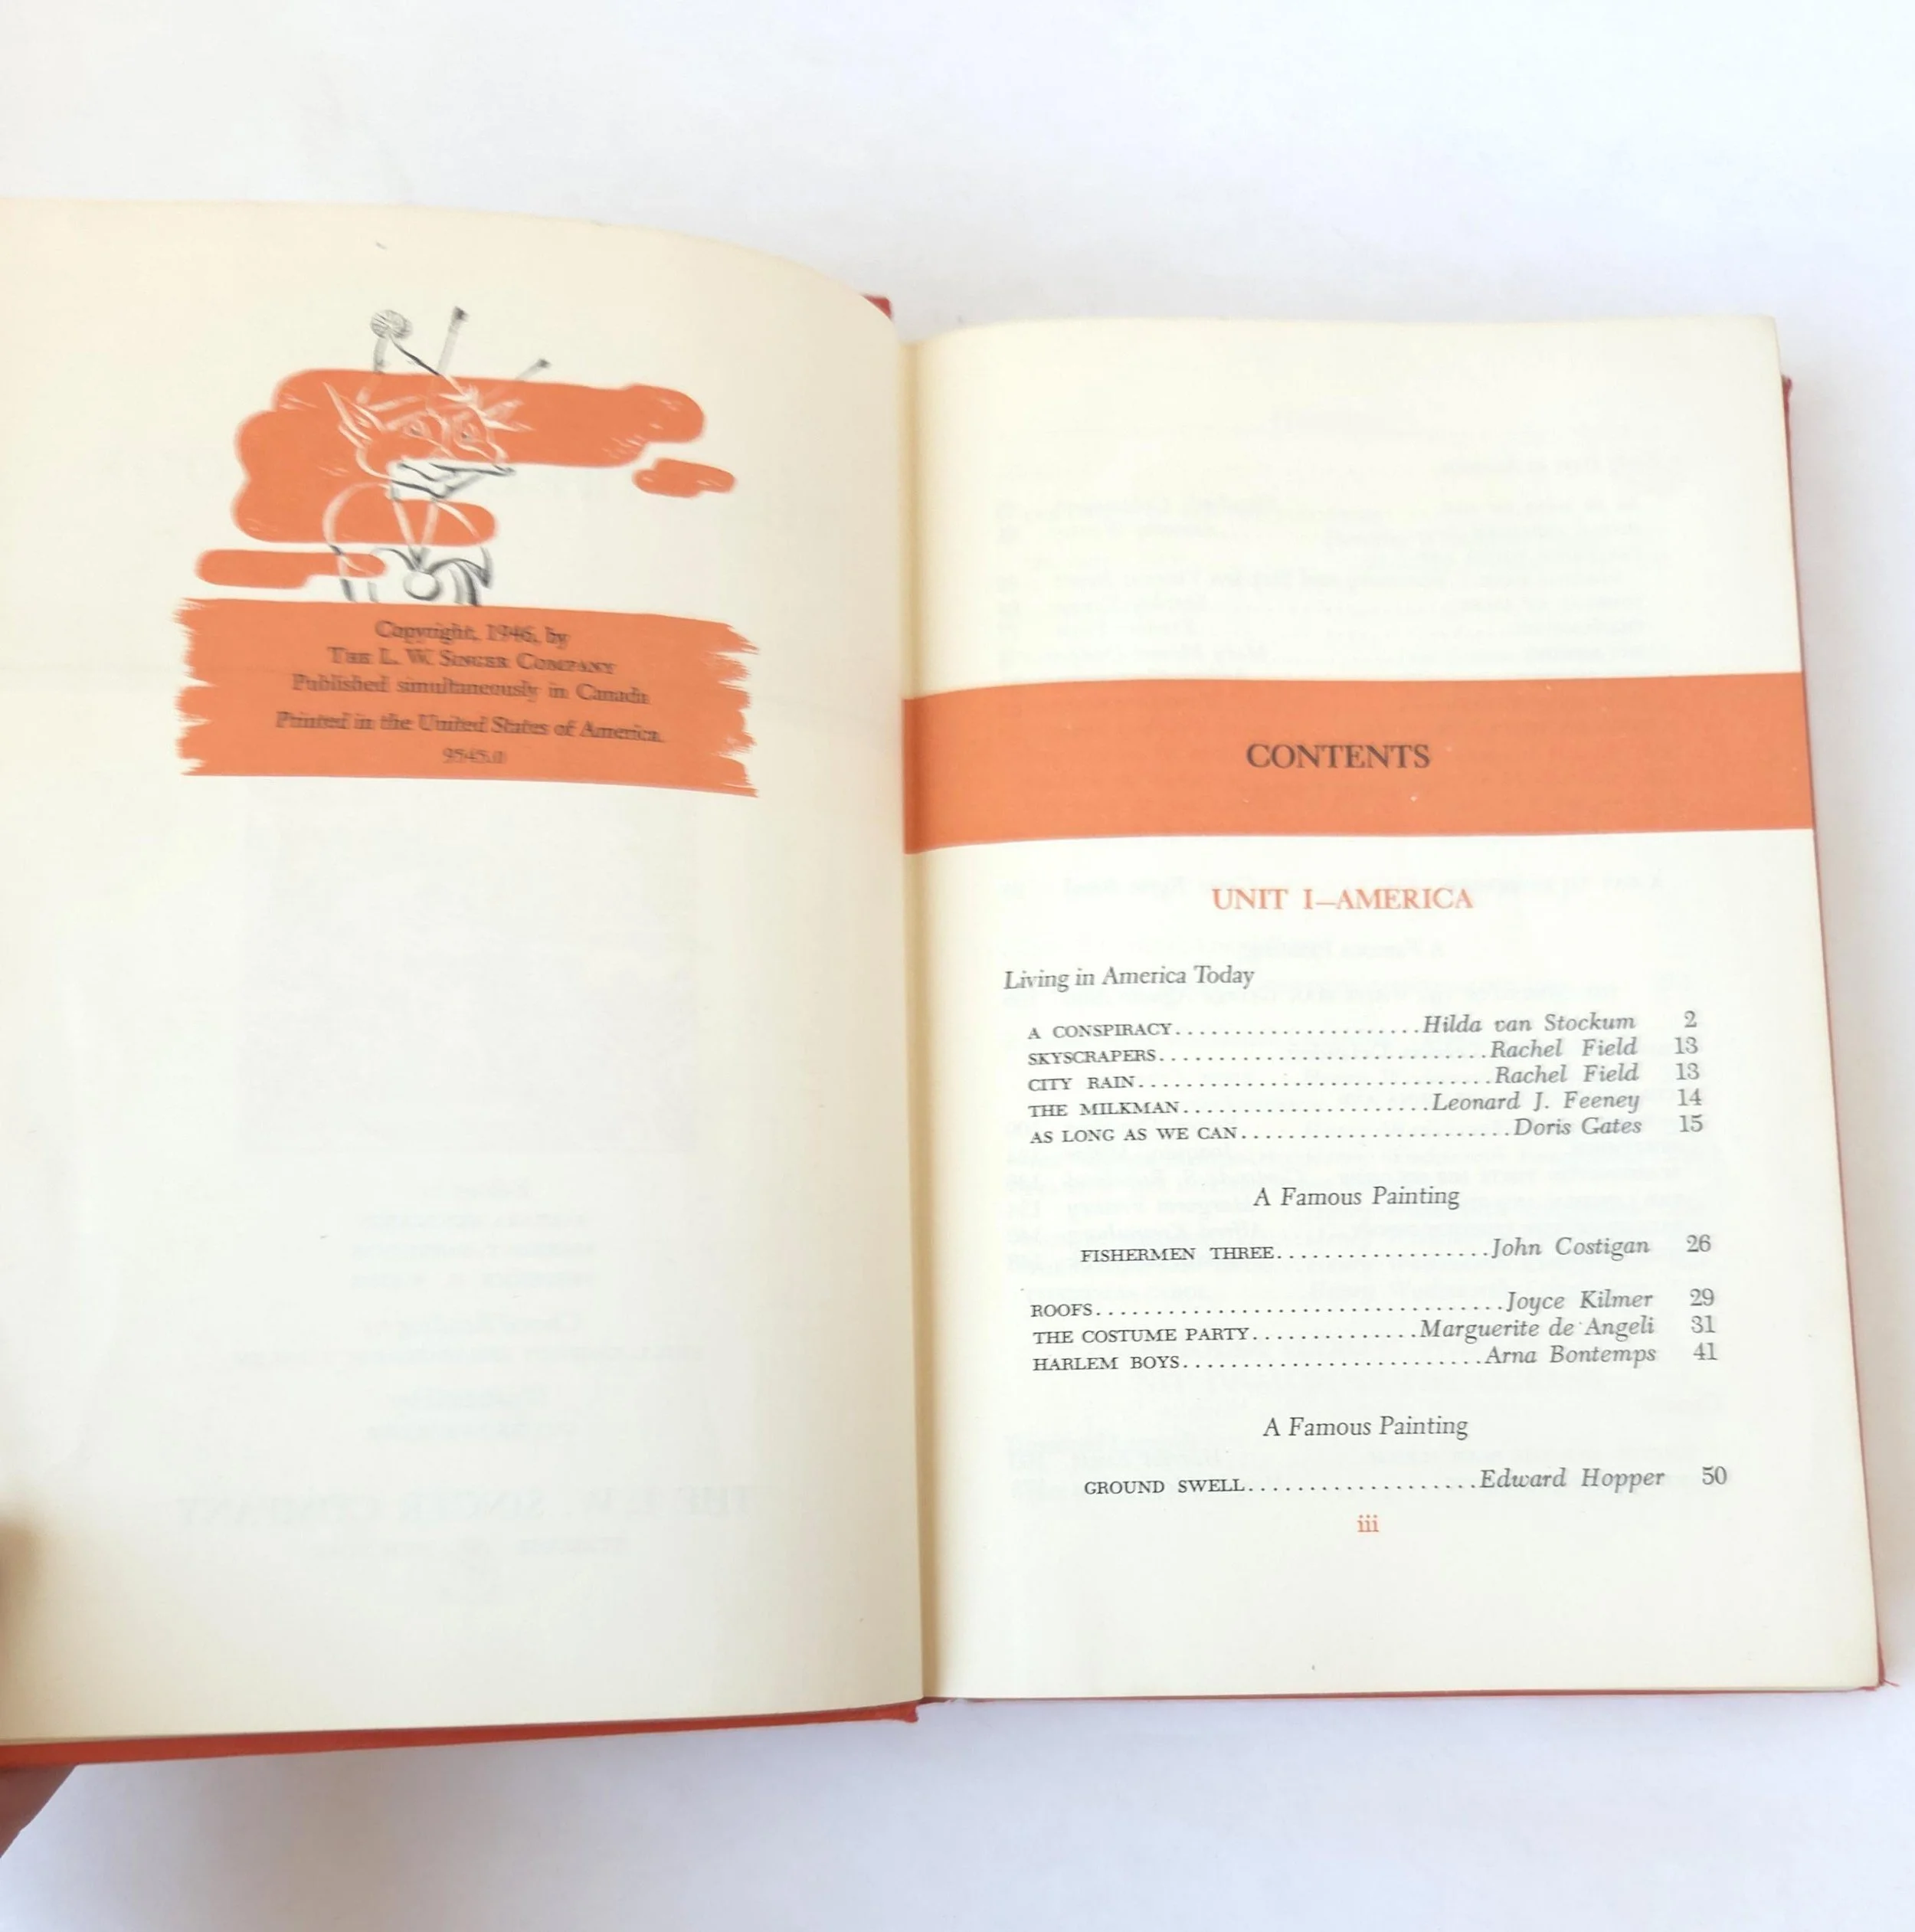 Copyright, 1946, by
THE L. W. SINGER COMPANY
Published simultaneously in Canada
Printed in the United States of America
CONTENTS
UNIT I—AMERICA
Living in America Today
A CONSPIRACY....................Hilda van Stockum 2
SKYSCRAPERS...........................Rachel Field 13
CITY RAIN.............................Rachel Field 13
THE MILKMAN.....................Leonard J. Feeney 14
AS LONG AS WE CAN.......................Doris Gates 15
A Famous Painting
FISHERMEN THREE..................John Costigan 26
ROOFS..................................Joyce Kilmer 29
THE COSTUME PARTY..............Marguerite de Angeli 31
HARLEM BOYS.........................Arna Bontemps 41
A Famous Painting
GROUND SWELL...................Edward Hopper 50
iii